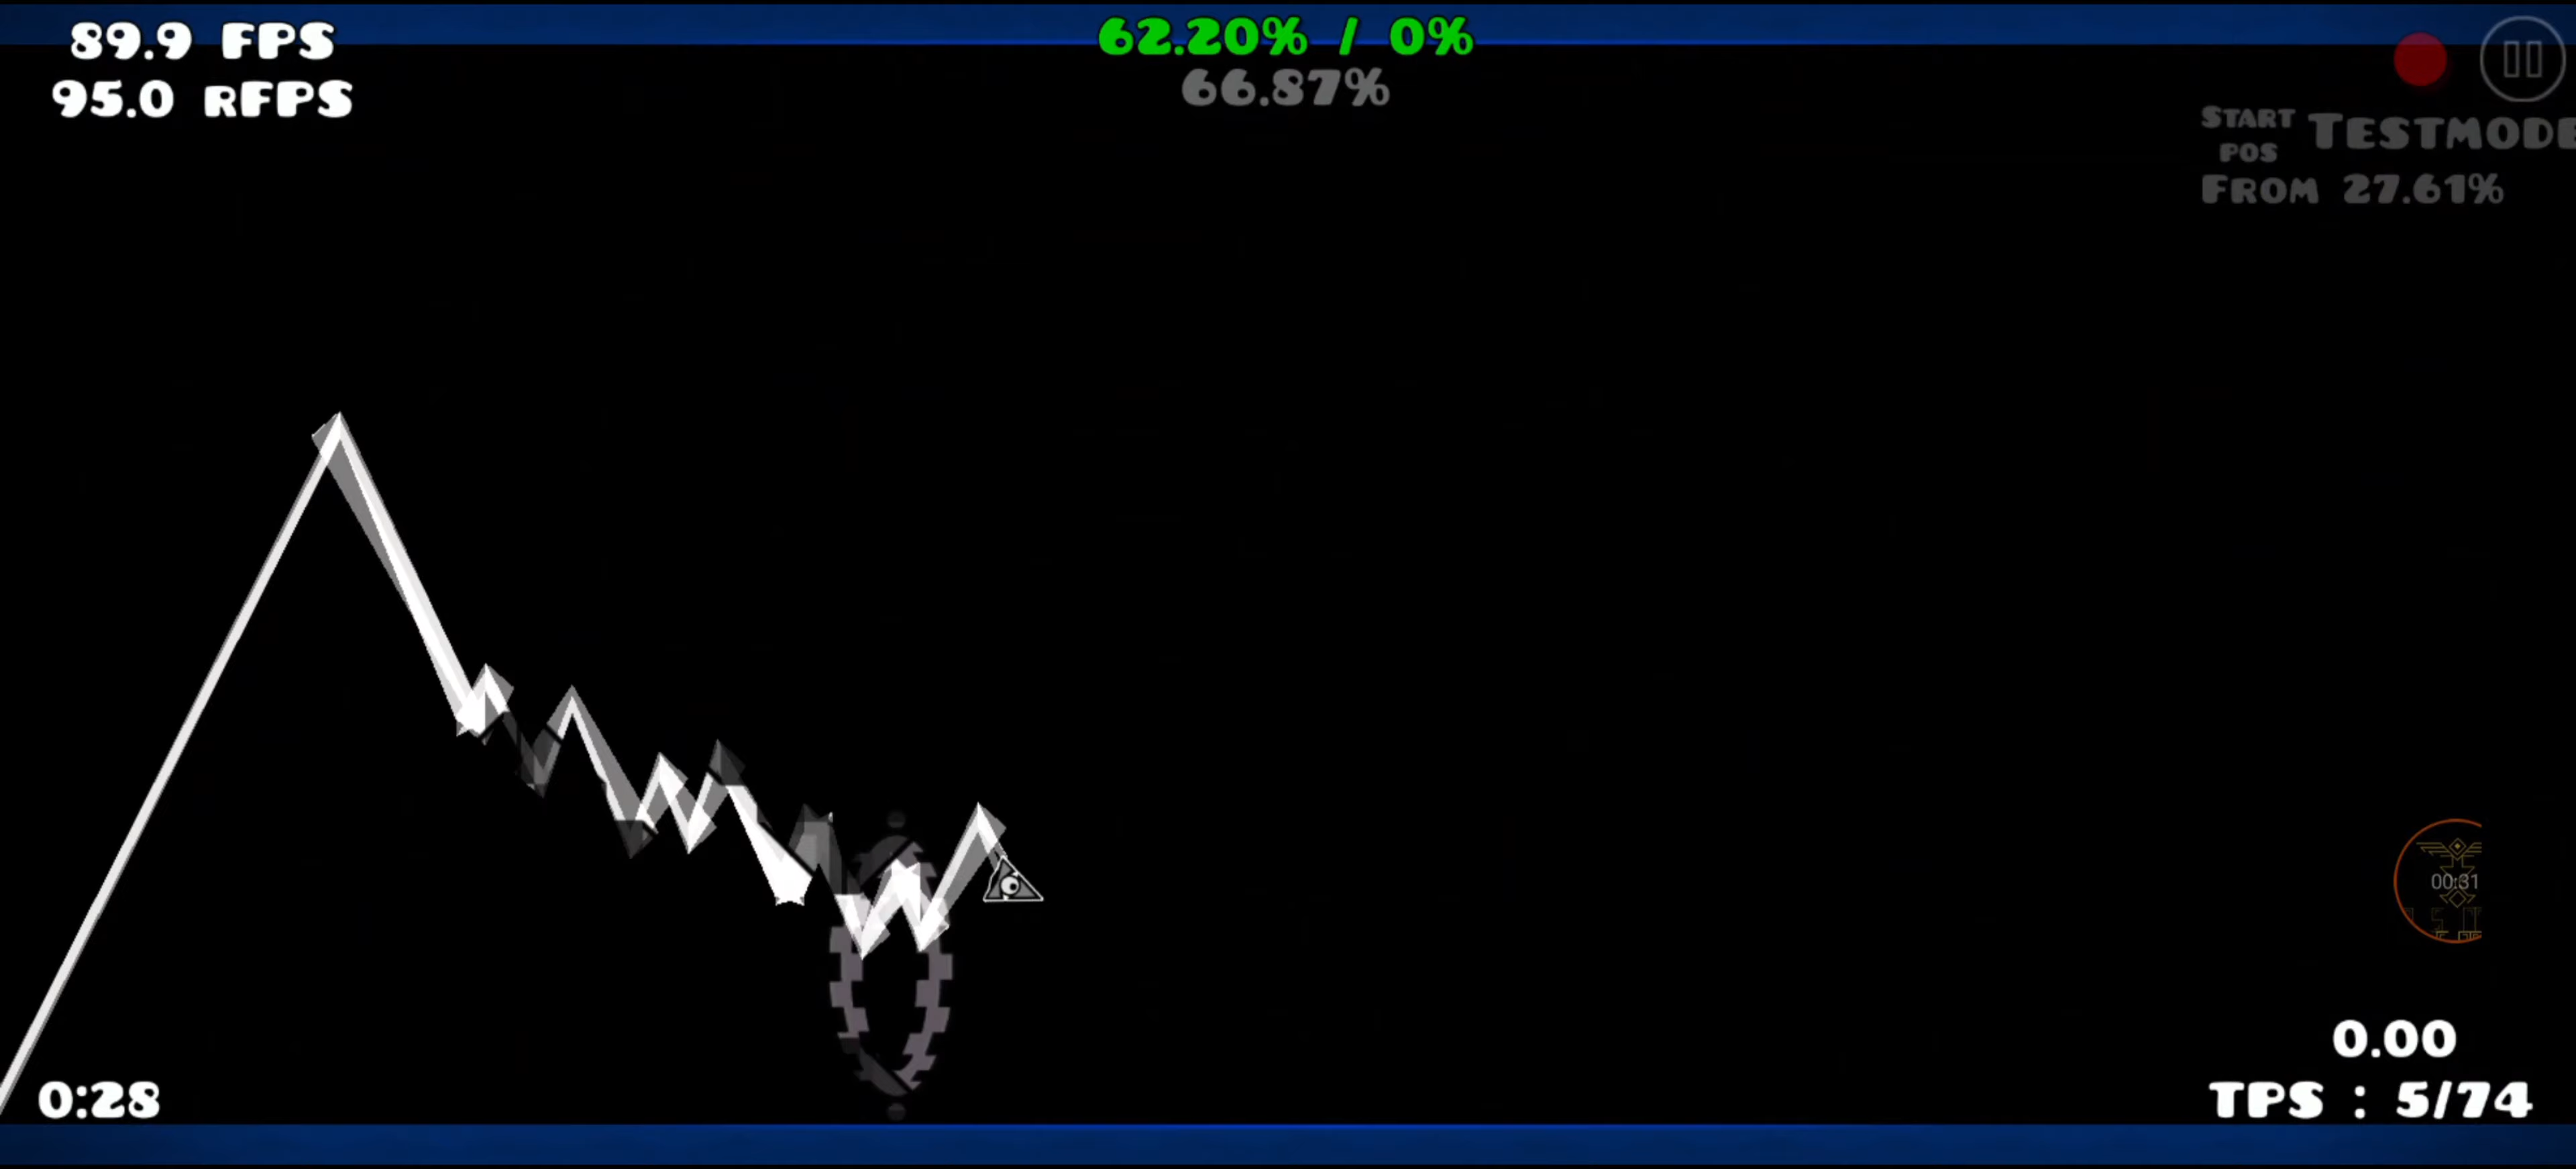 89.9 FPS
95.0 RFPS
62.20% / 0%
66.87%
START POS
TESTMODE
FROM 27.61%
00:31
0.00
0:28
TPS : 5/74